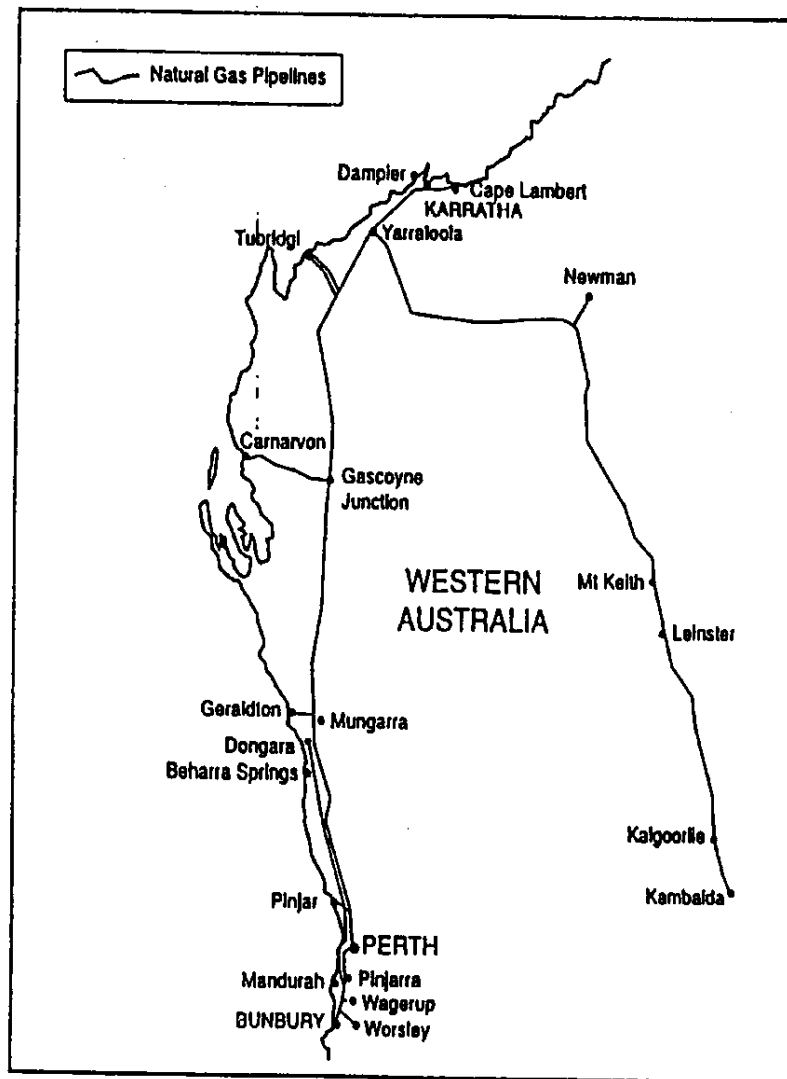 Natural Gas Pipelines
Dampier
Cape Lambert
KARRATHA
Yarraloola
Tubridgi
Newman
Carnarvon
Gascoyne
Junction
WESTERN
AUSTRALIA
Mt Keith
Leinster
Geraldton
Mungarra
Dongara
Beharra Springs
Kalgoorlie
Kambalda
Pinjar
PERTH
Mandurah
Pinjarra
Wagerup
BUNBURY
Worsley